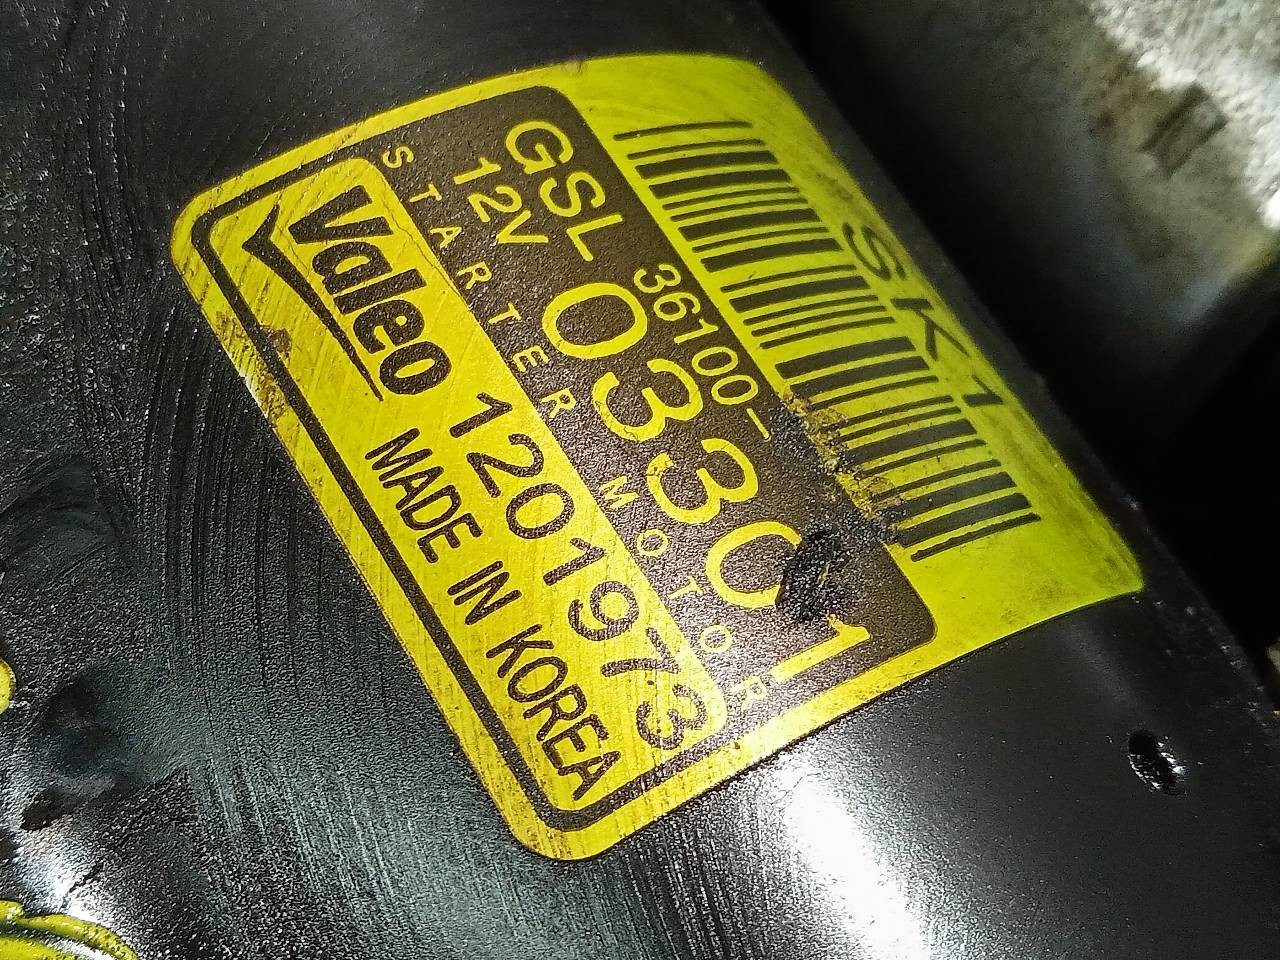 SK1
GSL 36100-
12V 03301
STARTER MOTOR
Valeo 1201973
MADE IN KOREA